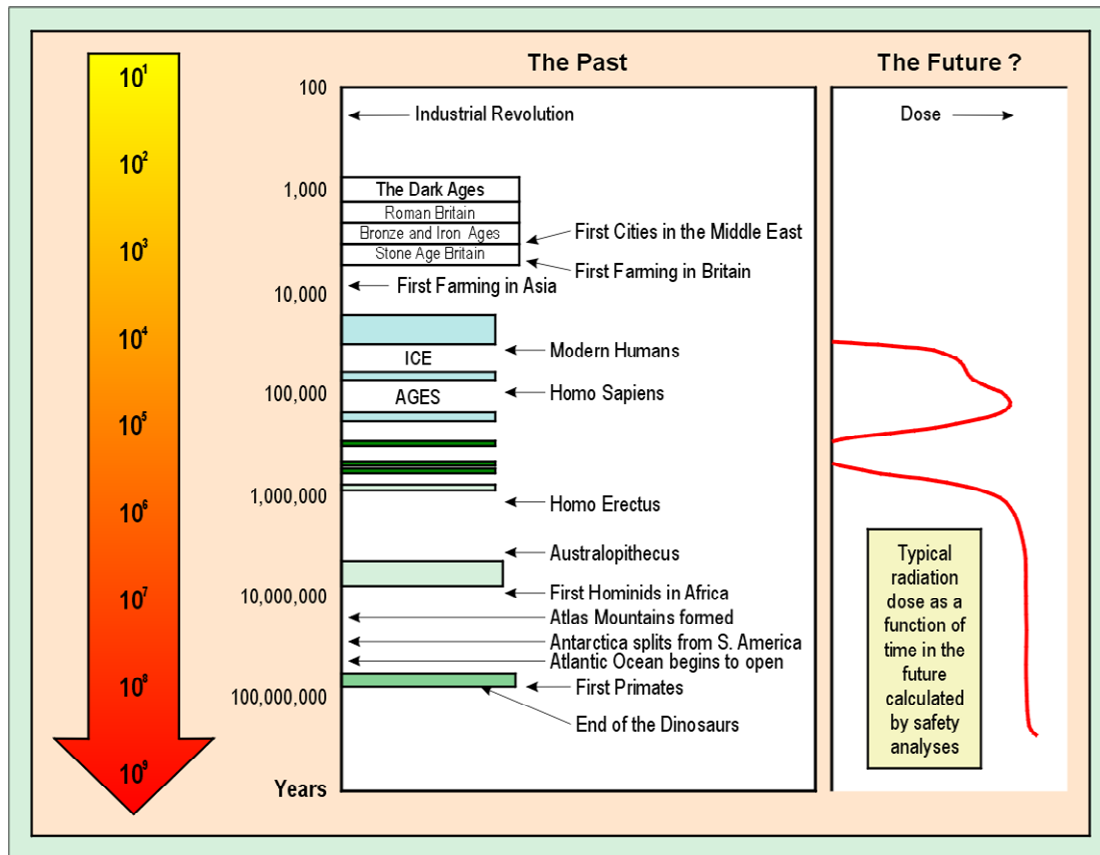 The Past
The Future ?
10¹
10²
10³
10⁴
10⁵
10⁶
10⁷
10⁸
10⁹
100
1,000
10,000
100,000
1,000,000
10,000,000
100,000,000
Years
Industrial Revolution
The Dark Ages
Roman Britain
Bronze and Iron Ages
Stone Age Britain
First Cities in the Middle East
First Farming in Britain
First Farming in Asia
ICE
AGES
Modern Humans
Homo Sapiens
Homo Erectus
Australopithecus
First Hominids in Africa
Atlas Mountains formed
Antarctica splits from S. America
Atlantic Ocean begins to open
First Primates
End of the Dinosaurs
Dose
Typical
radiation
dose as a
function of
time in the
future
calculated
by safety
analyses